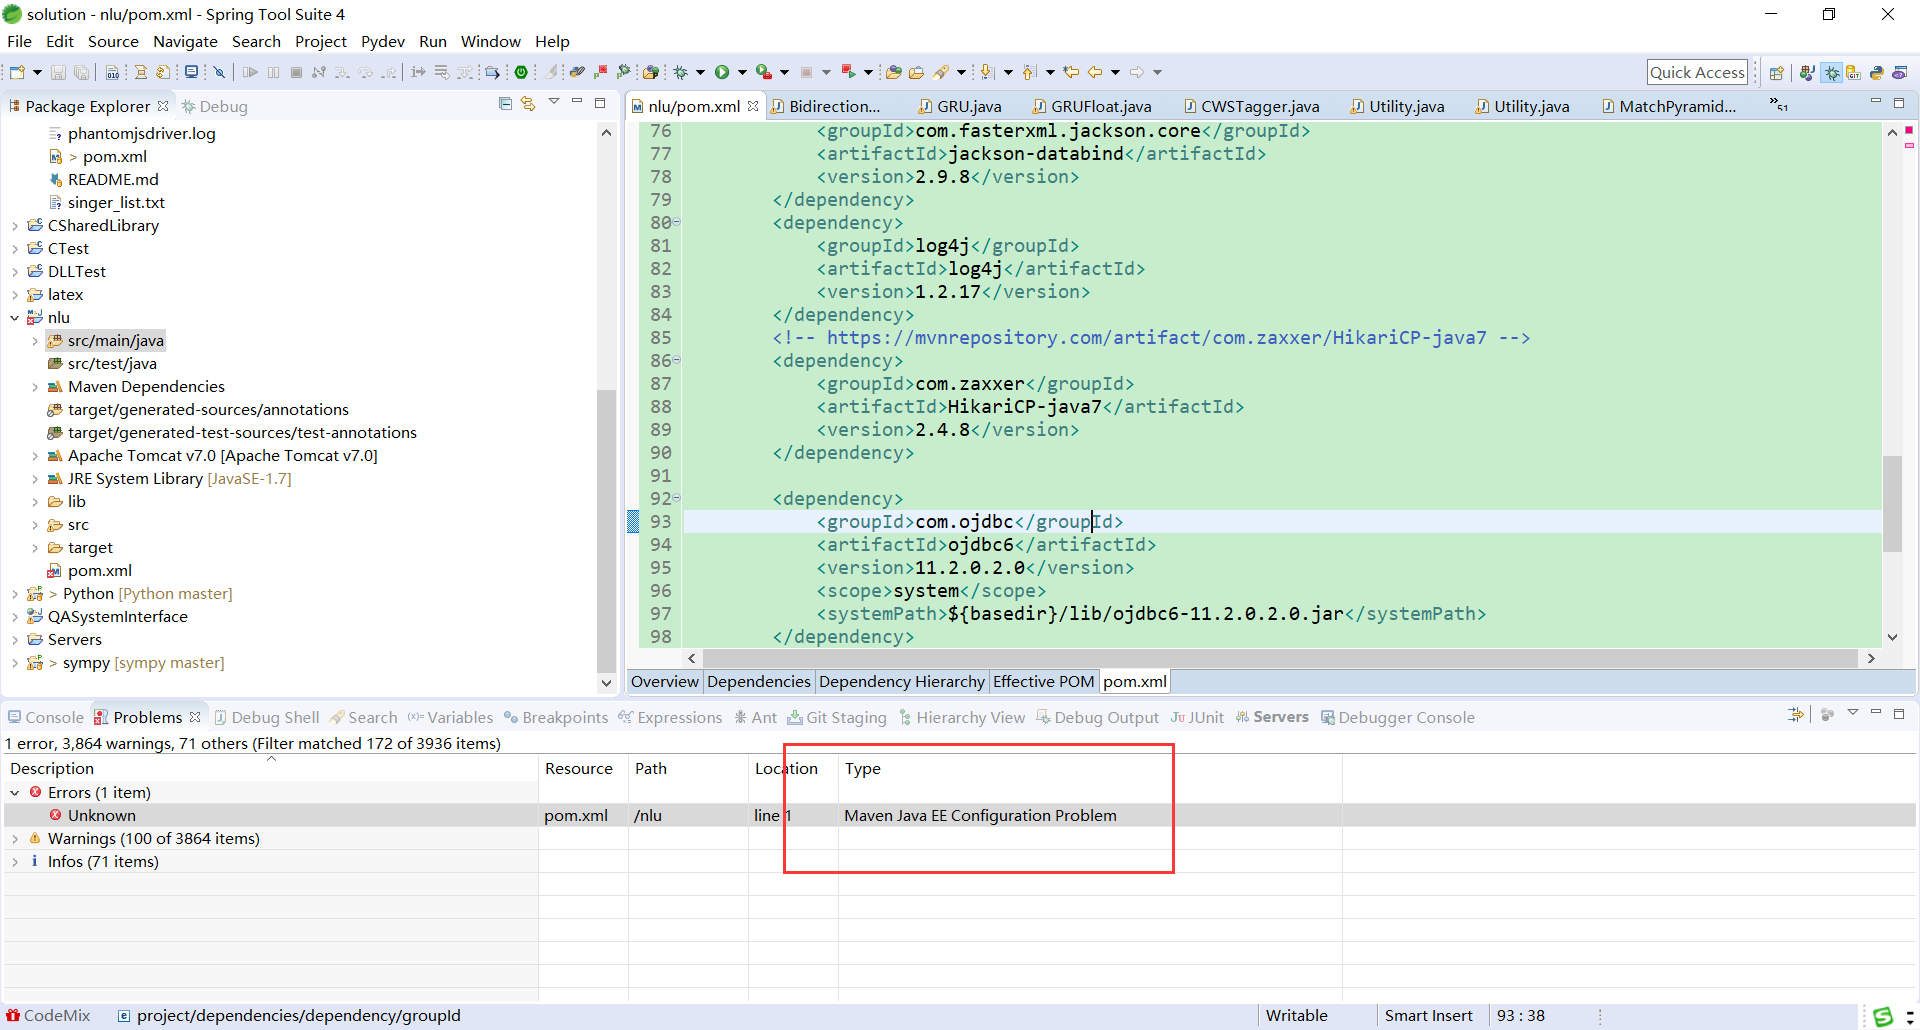 solution - nlu/pom.xml - Spring Tool Suite 4
File Edit Source Navigate Search Project Pydev Run Window Help
Quick Access
Package Explorer Debug
phantomjsdriver.log
> pom.xml
README.md
singer_list.txt
CSharedLibrary
CTest
DLLTest
latex
nlu
src/main/java
src/test/java
Maven Dependencies
target/generated-sources/annotations
target/generated-test-sources/test-annotations
Apache Tomcat v7.0 [Apache Tomcat v7.0]
JRE System Library [JavaSE-1.7]
lib
src
target
pom.xml
> Python [Python master]
QASystemInterface
Servers
> sympy [sympy master]
nlu/pom.xml Bidirection... GRU.java GRUFloat.java CWSTagger.java Utility.java Utility.java MatchPyramid... »51
76 <groupId>com.fasterxml.jackson.core</groupId>
77 <artifactId>jackson-databind</artifactId>
78 <version>2.9.8</version>
79 </dependency>
80 <dependency>
81 <groupId>log4j</groupId>
82 <artifactId>log4j</artifactId>
83 <version>1.2.17</version>
84 </dependency>
85 <!-- https://mvnrepository.com/artifact/com.zaxxer/HikariCP-java7 -->
86 <dependency>
87 <groupId>com.zaxxer</groupId>
88 <artifactId>HikariCP-java7</artifactId>
89 <version>2.4.8</version>
90 </dependency>
91
92 <dependency>
93 <groupId>com.ojdbc</groupId>
94 <artifactId>ojdbc6</artifactId>
95 <version>11.2.0.2.0</version>
96 <scope>system</scope>
97 <systemPath>${basedir}/lib/ojdbc6-11.2.0.2.0.jar</systemPath>
98 </dependency>
Overview Dependencies Dependency Hierarchy Effective POM pom.xml
Console Problems Debug Shell Search Variables Breakpoints Expressions Ant Git Staging Hierarchy View Debug Output JUnit Servers Debugger Console
1 error, 3,864 warnings, 71 others (Filter matched 172 of 3936 items)
Description Resource Path Location Type
Errors (1 item)
Unknown pom.xml /nlu line 1 Maven Java EE Configuration Problem
Warnings (100 of 3864 items)
Infos (71 items)
CodeMix project/dependencies/dependency/groupId Writable Smart Insert 93 : 38